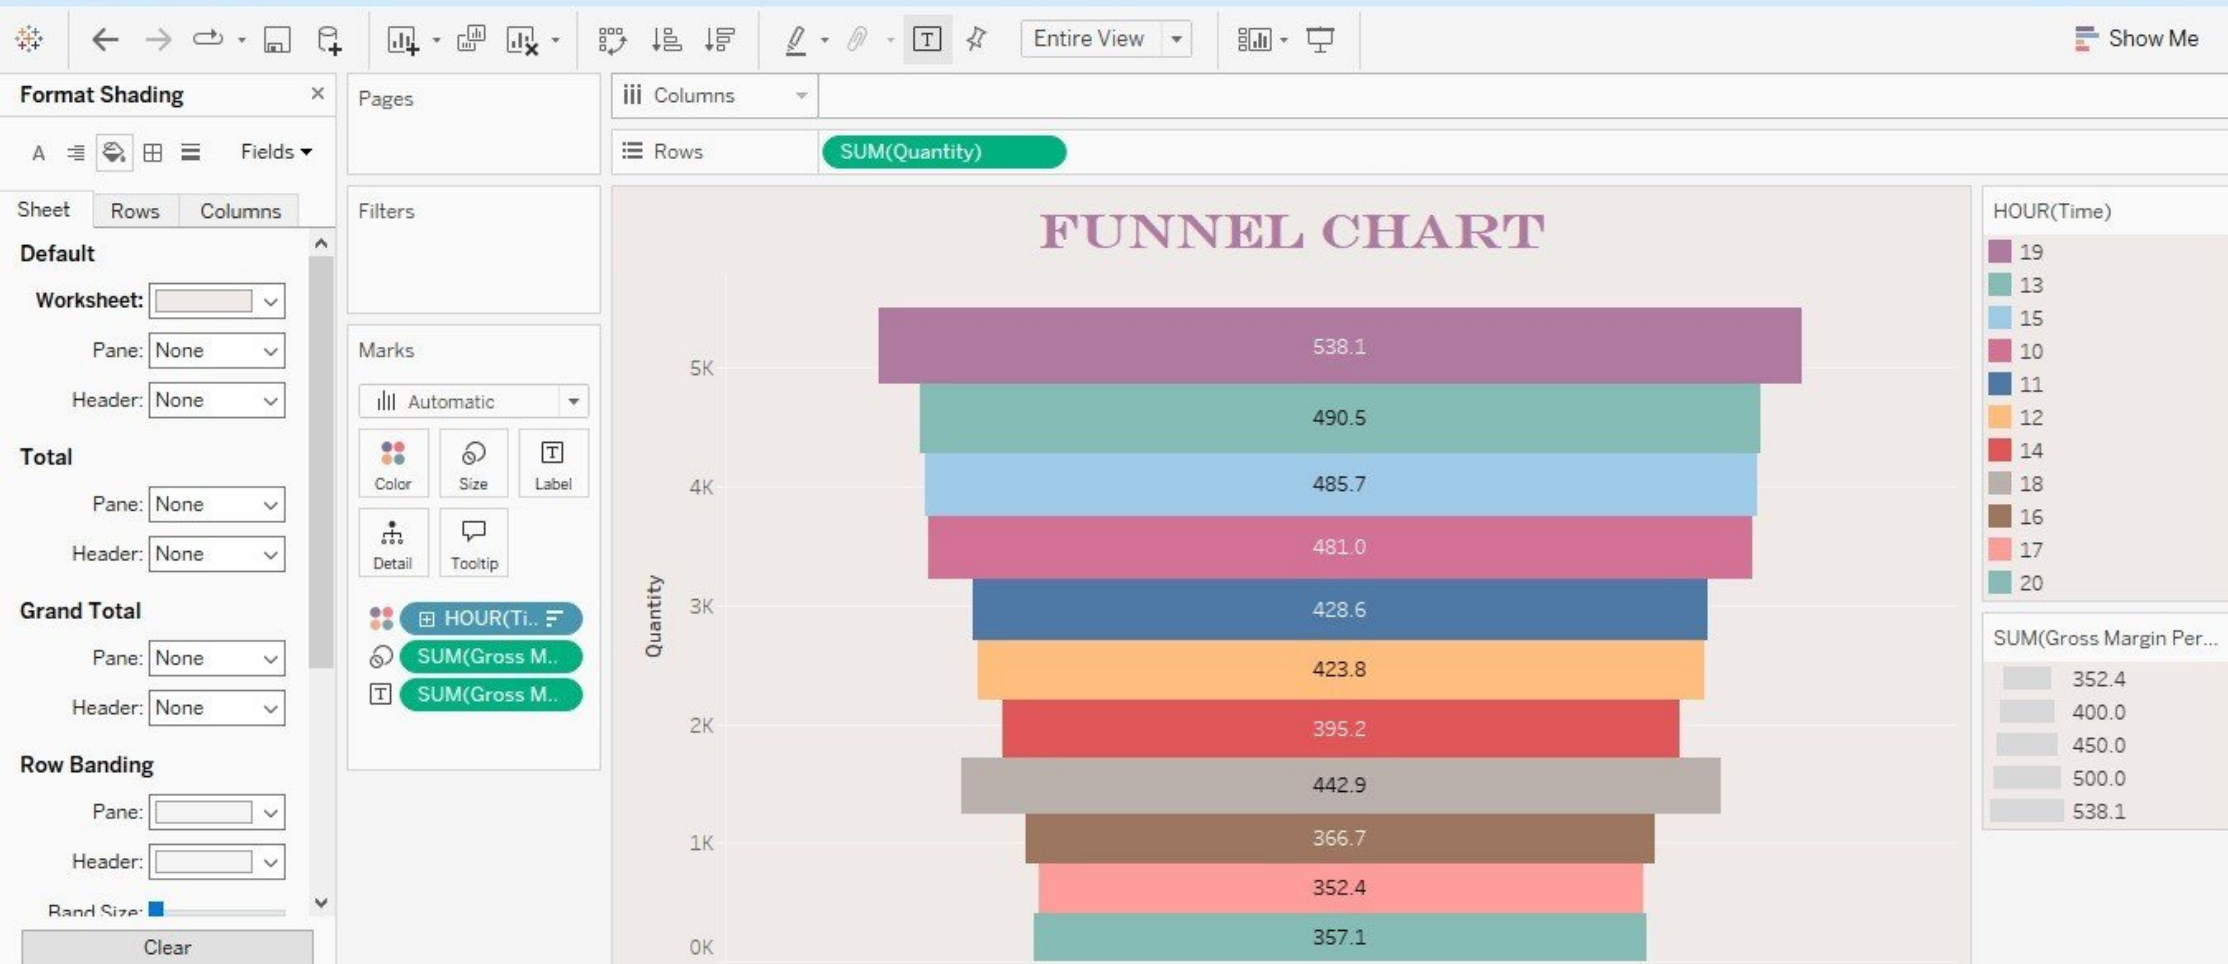 Entire View
Show Me
Format Shading
Fields
Sheet
Rows
Columns
Default
Worksheet:
Pane: None
Header: None
Total
Pane: None
Header: None
Grand Total
Pane: None
Header: None
Row Banding
Pane:
Header:
Band Size:
Clear
Pages
Filters
Marks
Automatic
Color
Size
Label
Detail
Tooltip
HOUR(Ti..
SUM(Gross M..
SUM(Gross M..
Columns
Rows
SUM(Quantity)
FUNNEL CHART
Quantity
5K
4K
3K
2K
1K
0K
538.1
490.5
485.7
481.0
428.6
423.8
395.2
442.9
366.7
352.4
357.1
HOUR(Time)
19
13
15
10
11
12
14
18
16
17
20
SUM(Gross Margin Per...
352.4
400.0
450.0
500.0
538.1